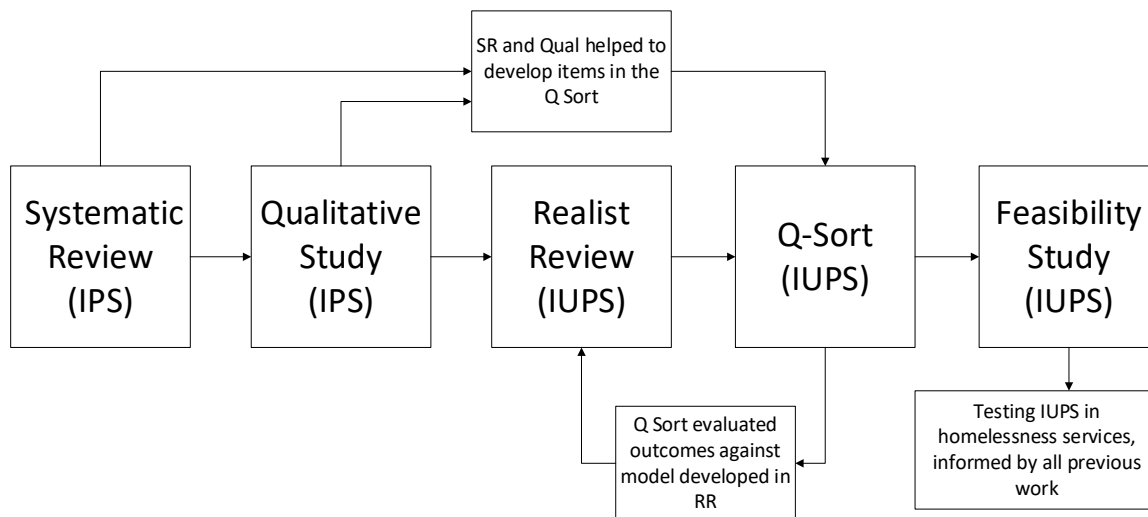 SR and Qual helped to
develop items in the
Q Sort
Systematic
Review
(IPS)
Qualitative
Study
(IPS)
Realist
Review
(IUPS)
Q-Sort
(IUPS)
Feasibility
Study
(IUPS)
Q Sort evaluated
outcomes against
model developed in
RR
Testing IUPS in
homelessness services,
informed by all previous
work